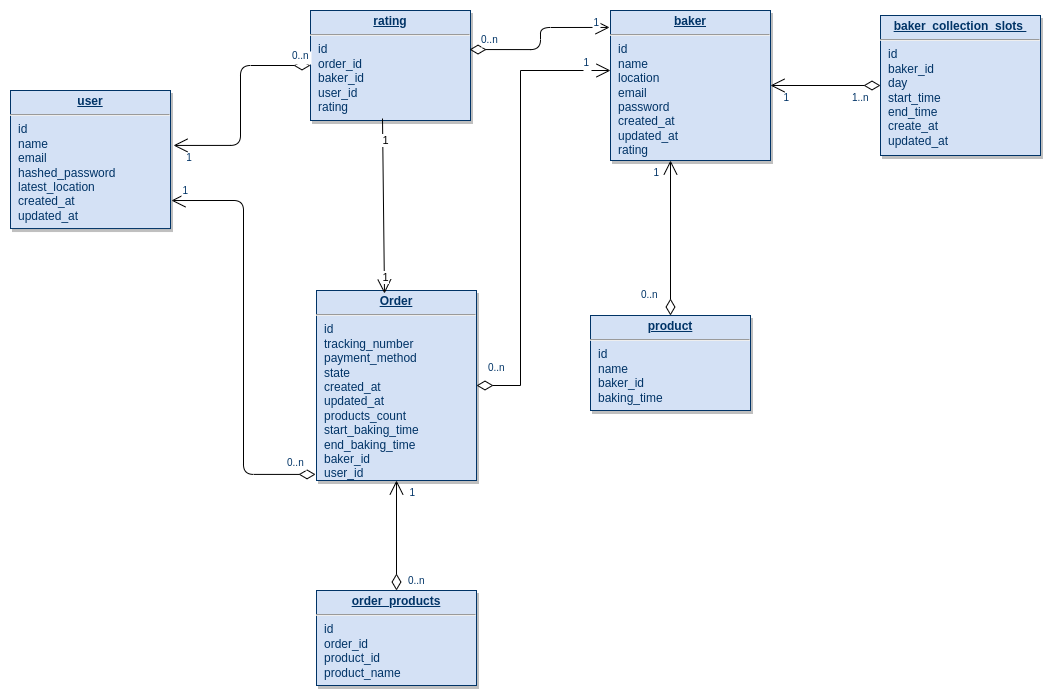 rating
id
order_id
baker_id
user_id
rating
baker
id
name
location
email
password
created_at
updated_at
rating
baker_collection_slots
id
baker_id
day
start_time
end_time
create_at
updated_at
user
id
name
email
hashed_password
latest_location
created_at
updated_at
0..n
1
0..n
1
1
1
1..n
1
1
1
1
0..n
Order
id
tracking_number
payment_method
state
created_at
updated_at
products_count
start_baking_time
end_baking_time
baker_id
user_id
0..n
0..n
product
id
name
baker_id
baking_time
1
0..n
order_products
id
order_id
product_id
product_name